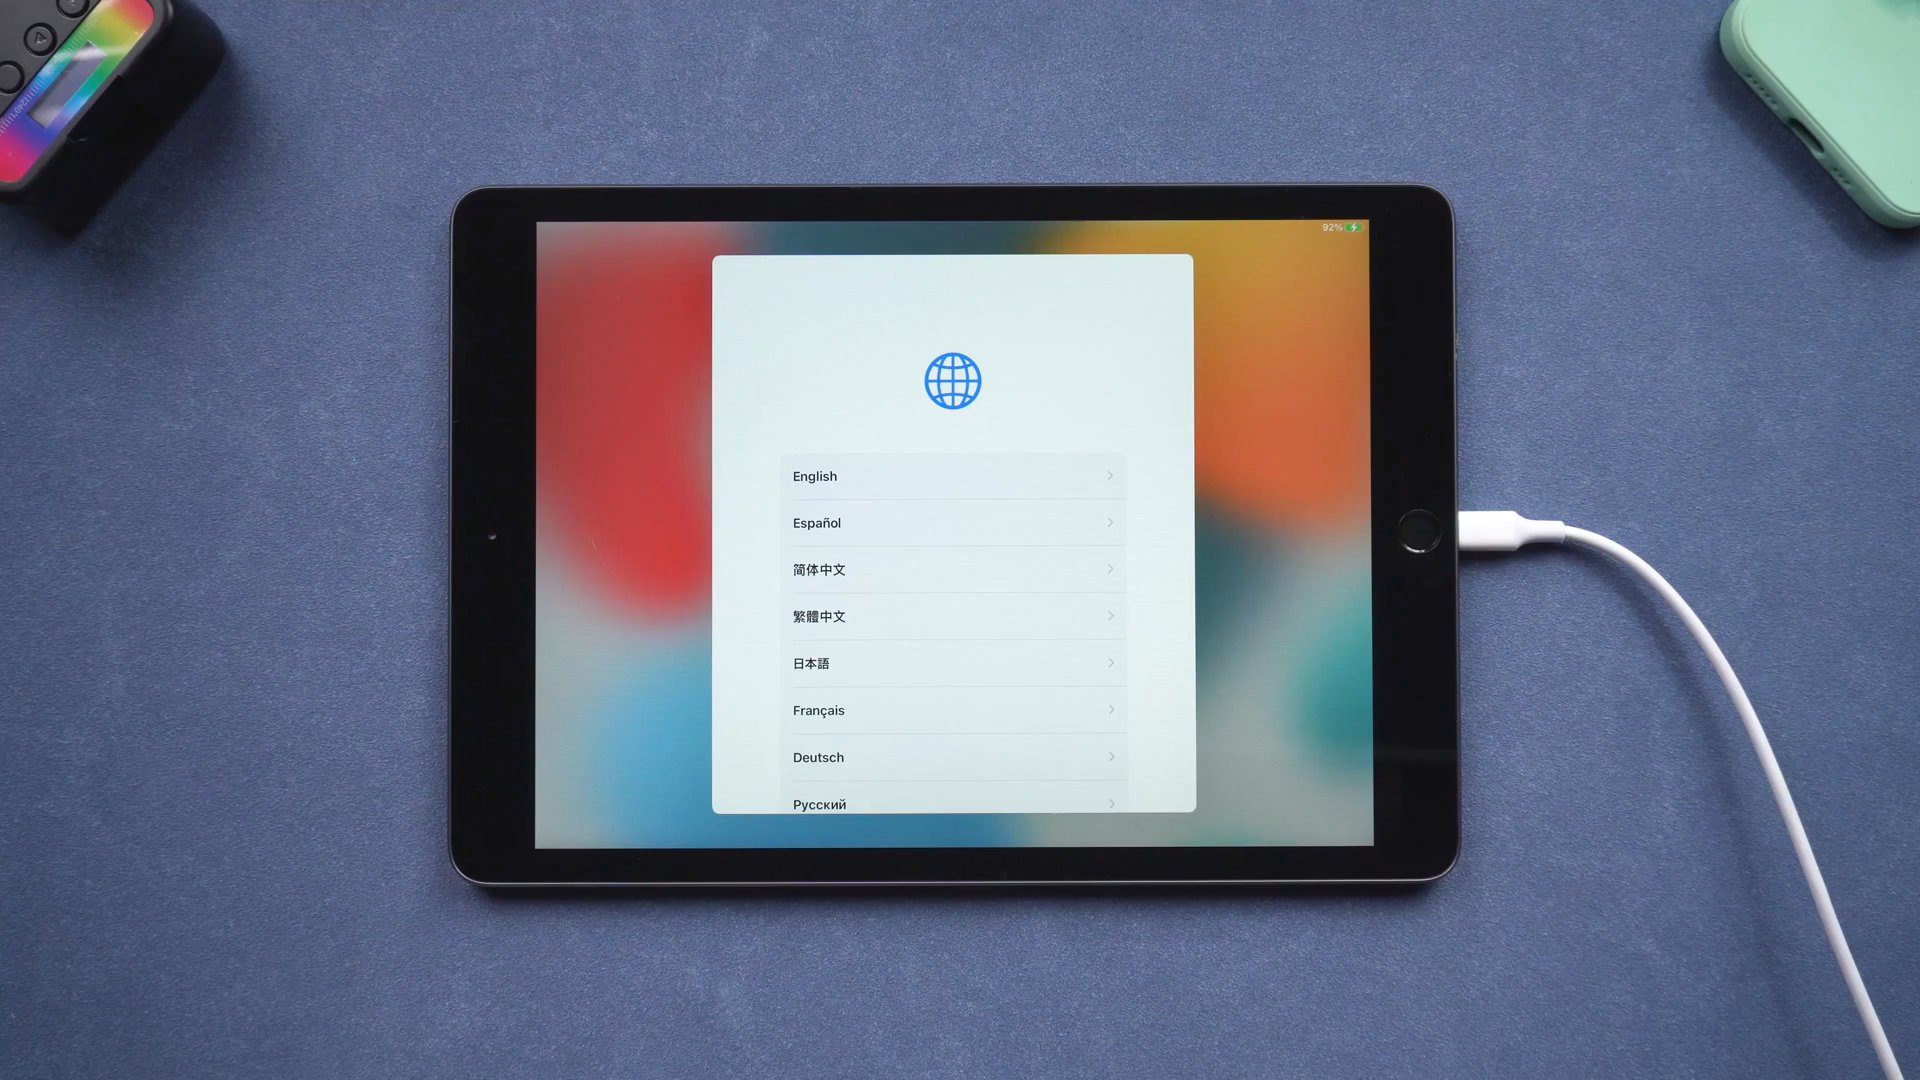 92%
English
Español
简体中文
繁體中文
日本語
Français
Deutsch
Русский